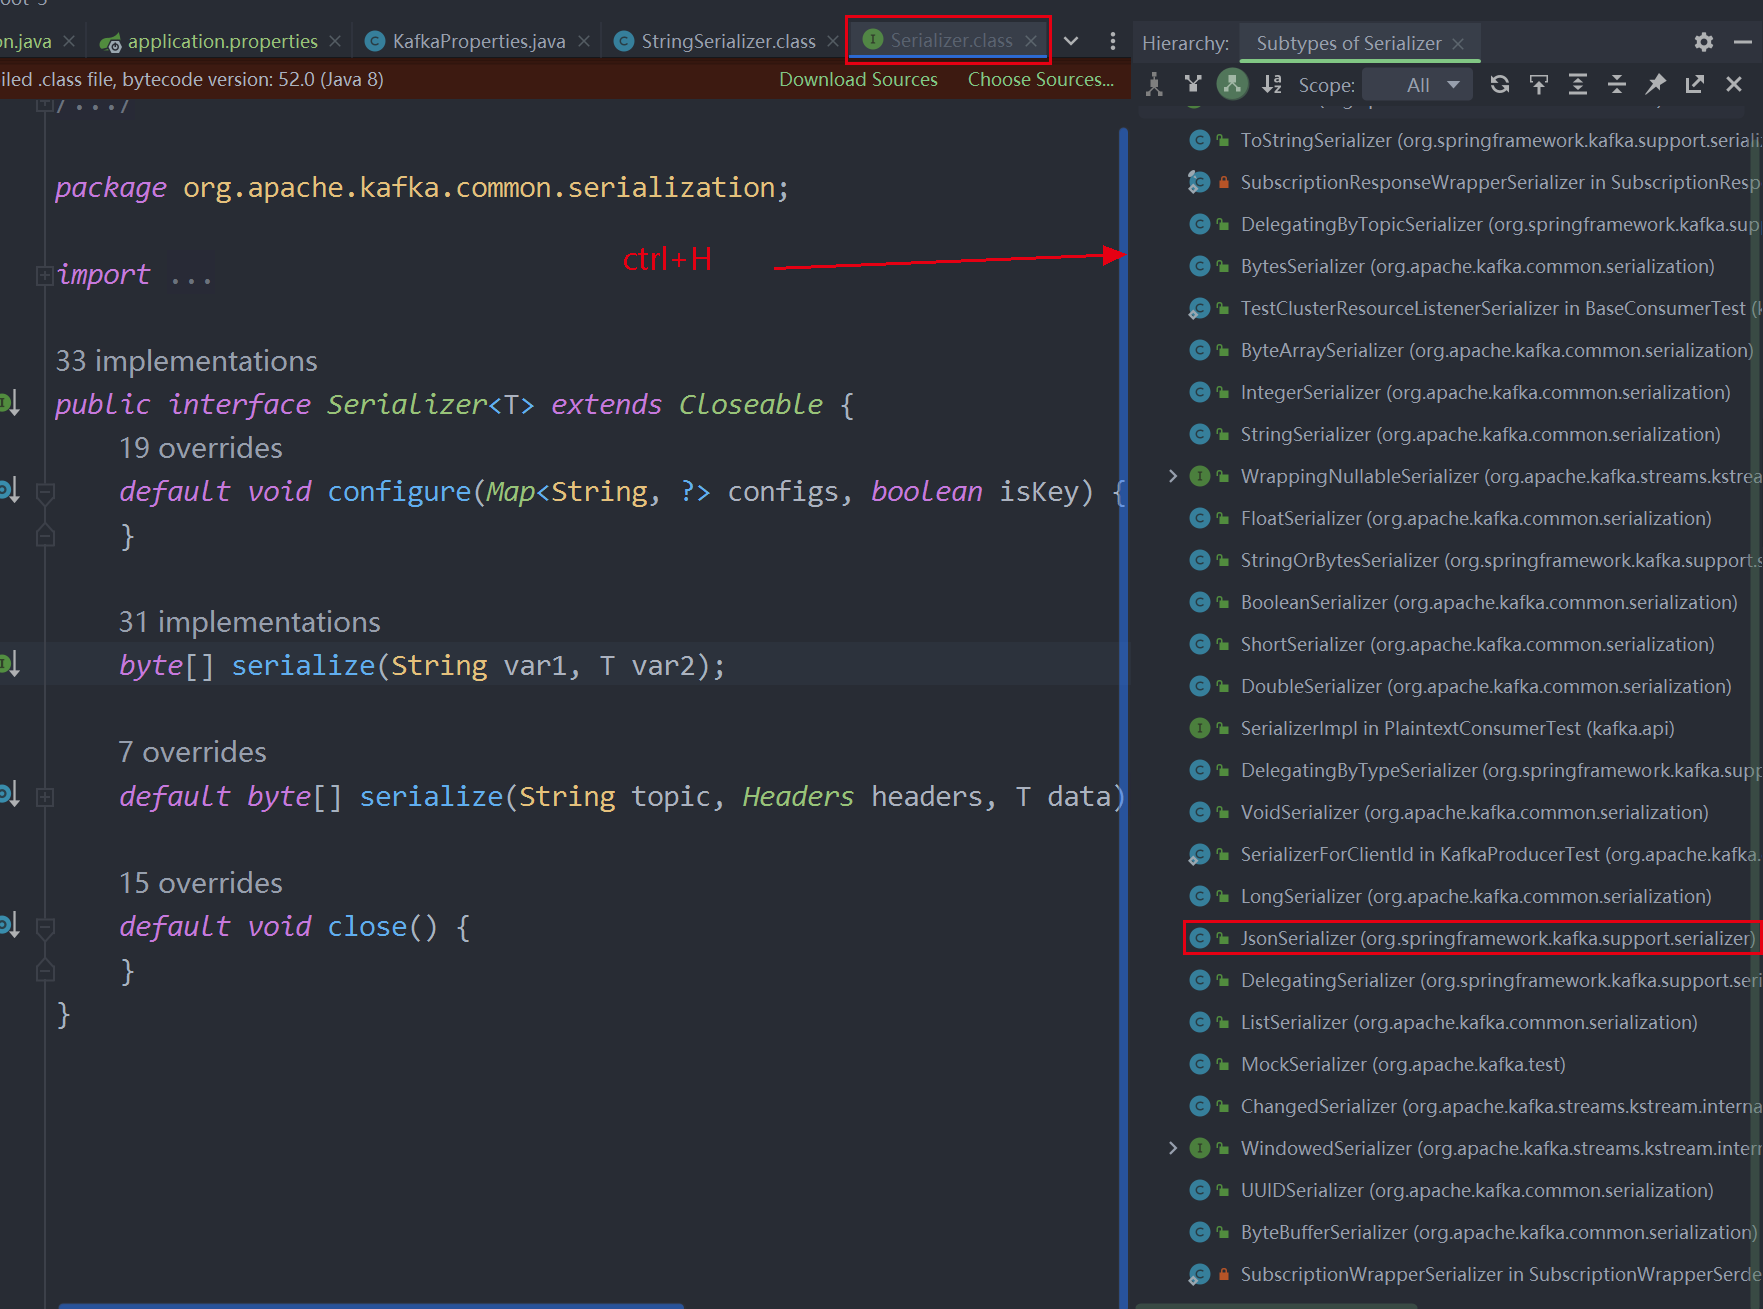 on.java
application.properties
KafkaProperties.java
StringSerializer.class
Serializer.class
Hierarchy:
Subtypes of Serializer
iled .class file, bytecode version: 52.0 (Java 8)
Download Sources
Choose Sources...
Scope:
All
/.../
package org.apache.kafka.common.serialization;
ctrl+H
import ...
33 implementations
public interface Serializer<T> extends Closeable {
19 overrides
default void configure(Map<String, ?> configs, boolean isKey) {
}
31 implementations
byte[] serialize(String var1, T var2);
7 overrides
default byte[] serialize(String topic, Headers headers, T data)
15 overrides
default void close() {
}
}
ToStringSerializer (org.springframework.kafka.support.seriali
SubscriptionResponseWrapperSerializer in SubscriptionResp
DelegatingByTopicSerializer (org.springframework.kafka.sup
BytesSerializer (org.apache.kafka.common.serialization)
TestClusterResourceListenerSerializer in BaseConsumerTest (k
ByteArraySerializer (org.apache.kafka.common.serialization)
IntegerSerializer (org.apache.kafka.common.serialization)
StringSerializer (org.apache.kafka.common.serialization)
WrappingNullableSerializer (org.apache.kafka.streams.kstrea
FloatSerializer (org.apache.kafka.common.serialization)
StringOrBytesSerializer (org.springframework.kafka.support.s
BooleanSerializer (org.apache.kafka.common.serialization)
ShortSerializer (org.apache.kafka.common.serialization)
DoubleSerializer (org.apache.kafka.common.serialization)
SerializerImpl in PlaintextConsumerTest (kafka.api)
DelegatingByTypeSerializer (org.springframework.kafka.supp
VoidSerializer (org.apache.kafka.common.serialization)
SerializerForClientId in KafkaProducerTest (org.apache.kafka.
LongSerializer (org.apache.kafka.common.serialization)
JsonSerializer (org.springframework.kafka.support.serializer)
DelegatingSerializer (org.springframework.kafka.support.seri
ListSerializer (org.apache.kafka.common.serialization)
MockSerializer (org.apache.kafka.test)
ChangedSerializer (org.apache.kafka.streams.kstream.interna
WindowedSerializer (org.apache.kafka.streams.kstream.inter
UUIDSerializer (org.apache.kafka.common.serialization)
ByteBufferSerializer (org.apache.kafka.common.serialization)
SubscriptionWrapperSerializer in SubscriptionWrapperSerde